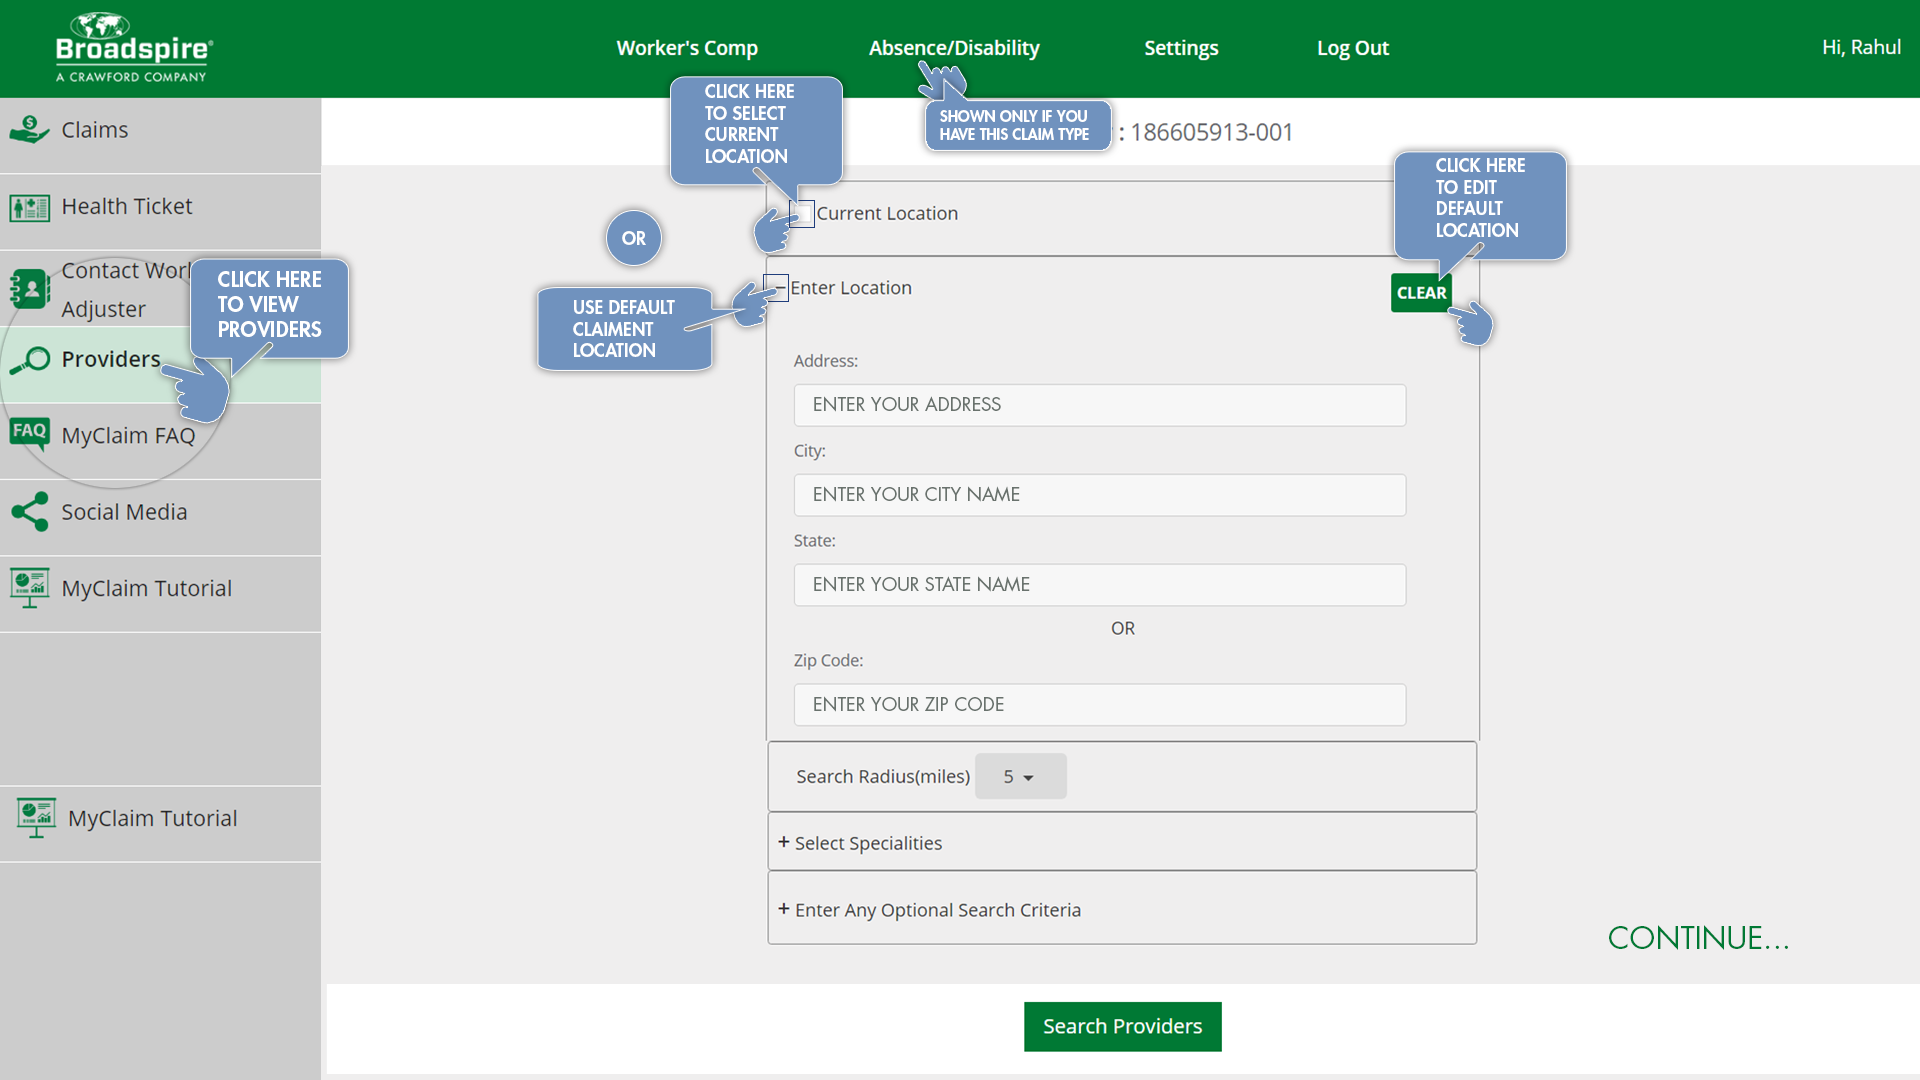 Broadspire®
A CRAWFORD COMPANY
Worker's Comp
Absence/Disability
Settings
Log Out
Hi, Rahul
CLICK HERE
TO SELECT
CURRENT
LOCATION
SHOWN ONLY IF YOU
HAVE THIS CLAIM TYPE
: 186605913-001
Claims
Health Ticket
Contact Wor
Adjuster
CLICK HERE
TO VIEW
PROVIDERS
Providers
FAQ
MyClaim FAQ
Social Media
MyClaim Tutorial
MyClaim Tutorial
CLICK HERE
TO EDIT
DEFAULT
LOCATION
Current Location
OR
USE DEFAULT
CLAIMENT
LOCATION
− Enter Location
CLEAR
Address:
ENTER YOUR ADDRESS
City:
ENTER YOUR CITY NAME
State:
ENTER YOUR STATE NAME
OR
Zip Code:
ENTER YOUR ZIP CODE
Search Radius(miles) 5
+ Select Specialities
+ Enter Any Optional Search Criteria
CONTINUE...
Search Providers